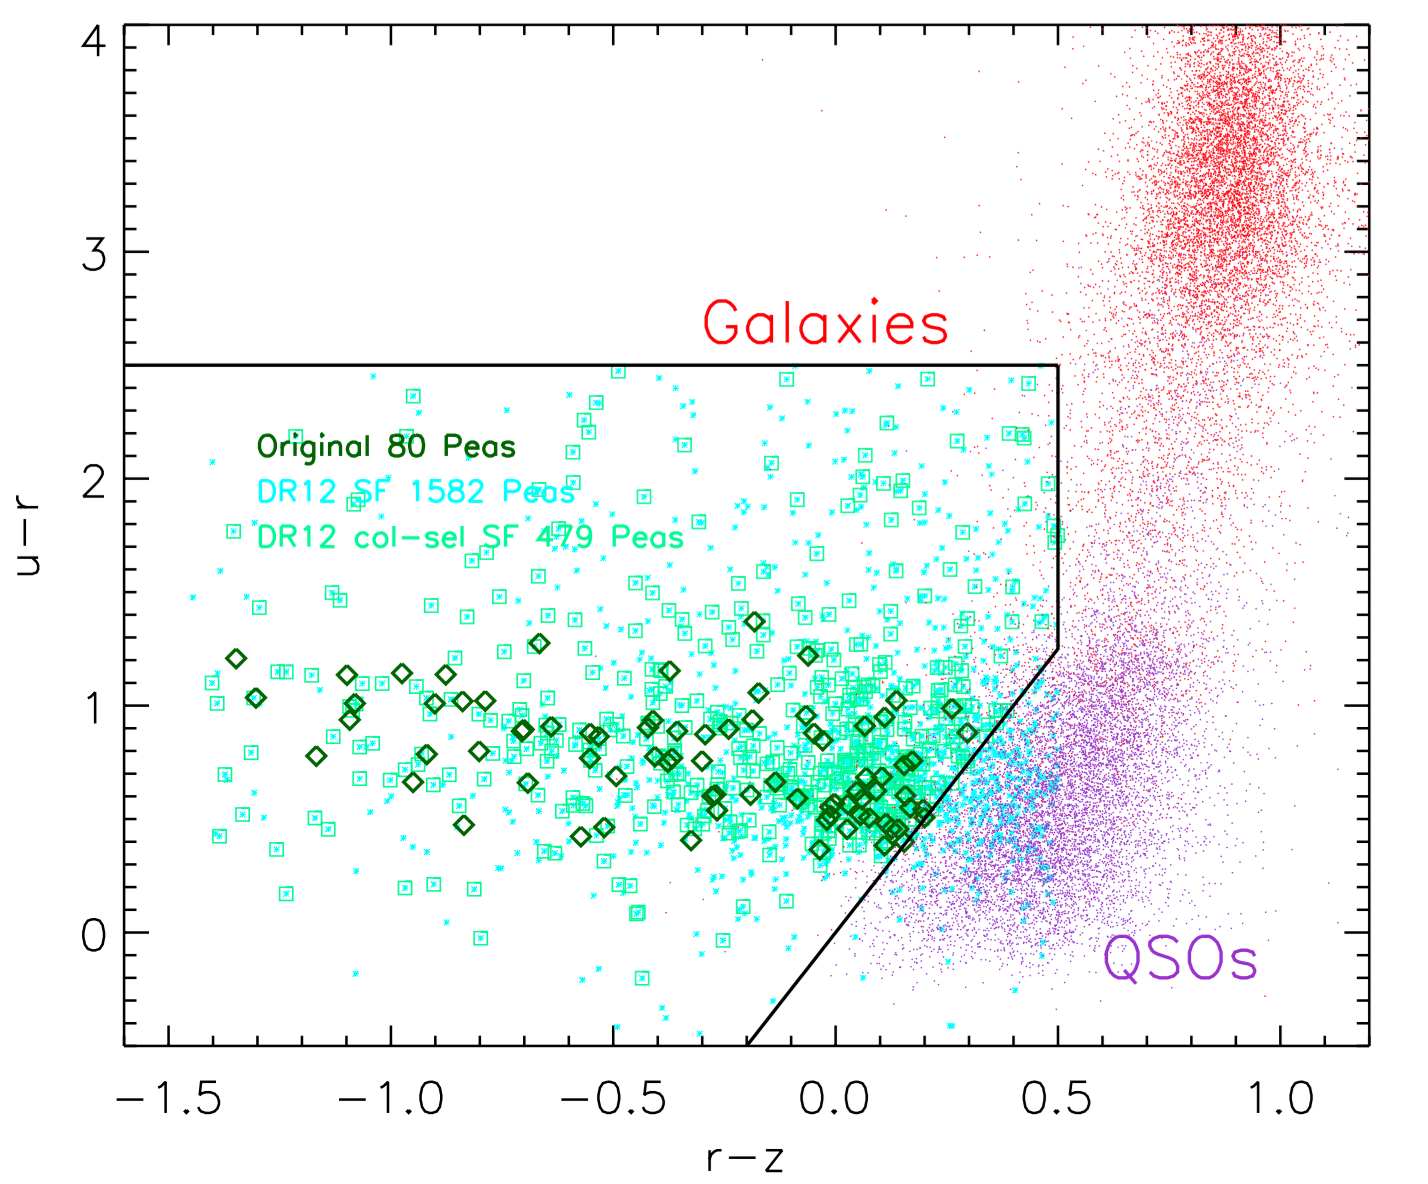 4
3
Galaxies
Original 80 Peas
2
DR12 SF 1582 Peas
DR12 col-sel SF 479 Peas
u-r
1
0
QSOs
-1.5 -1.0 -0.5 0.0 0.5 1.0
r-z